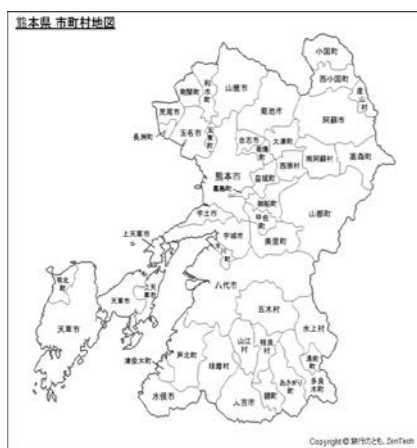 熊本県 市町村地図
小国町
西小国町
産山村
和水町
南関町
山鹿市
菊池市
阿蘇市
荒尾市
玉名市
玉東町
長洲町
合志市
菊陽町
大津町
西原村
南阿蘇村
高森町
熊本市
益城町
嘉島町
御船町
甲佐町
山都町
宇土市
宇城市
美里町
氷川町
上天草市
上天草市
苓北町
天草市
天草市
八代市
五木村
水上村
山江村
相良村
湯前町
多良木町
津奈木町
芦北町
球磨村
あさぎり町
錦町
水俣市
人吉市
Copyright © 旅行のとも、ZenTech